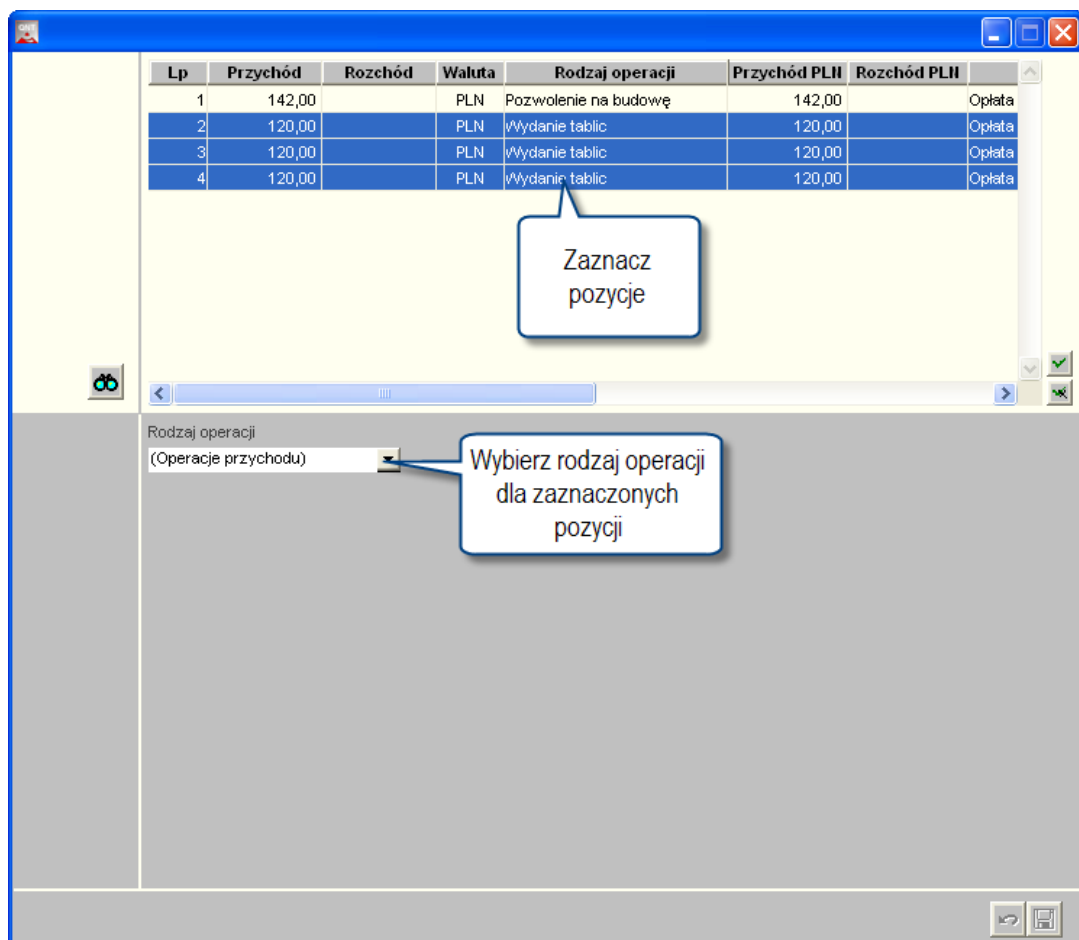 QNT
Lp Przychód Rozchód Waluta Rodzaj operacji Przychód PLN Rozchód PLN
1 142,00 PLN Pozwolenie na budowę 142,00 Opłata
2 120,00 PLN Wydanie tablic 120,00 Opłata
3 120,00 PLN Wydanie tablic 120,00 Opłata
4 120,00 PLN Wydanie tablic 120,00 Opłata
Zaznacz
pozycje
Rodzaj operacji
(Operacje przychodu)
Wybierz rodzaj operacji
dla zaznaczonych
pozycji